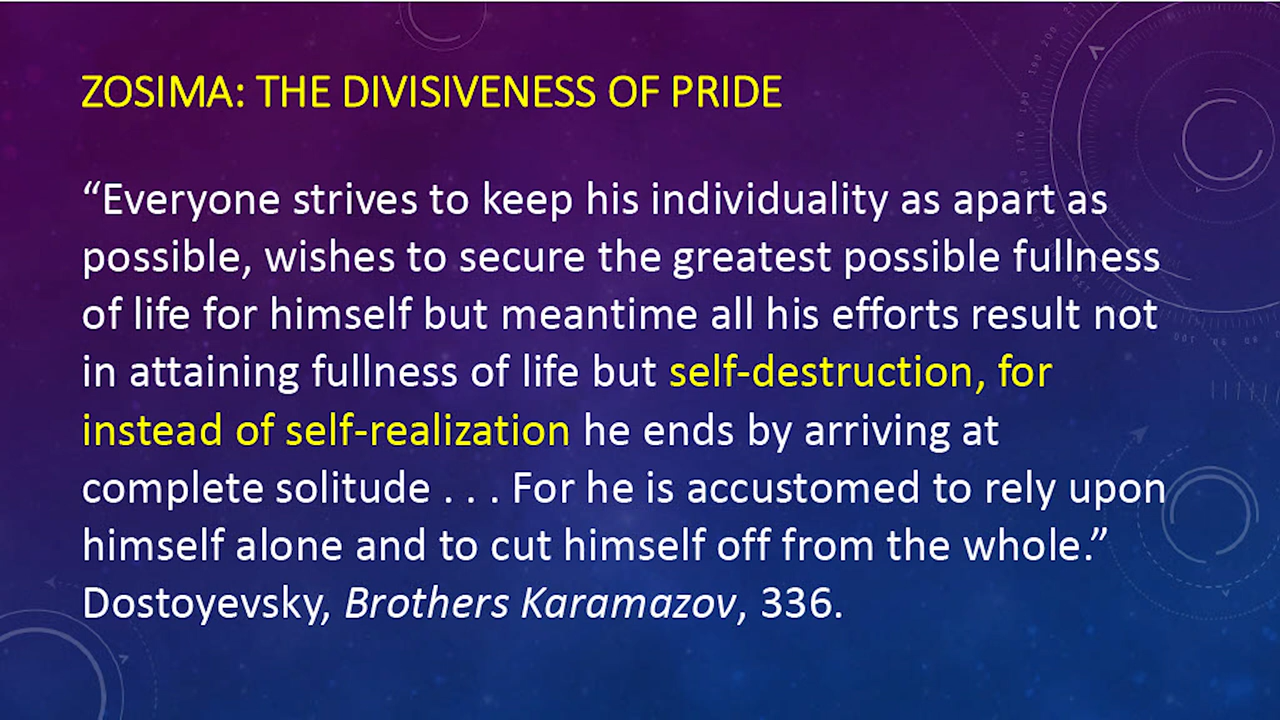 ZOSIMA: THE DIVISIVENESS OF PRIDE
“Everyone strives to keep his individuality as apart as
possible, wishes to secure the greatest possible fullness
of life for himself but meantime all his efforts result not
in attaining fullness of life but self-destruction, for
instead of self-realization he ends by arriving at
complete solitude . . . For he is accustomed to rely upon
himself alone and to cut himself off from the whole.”
Dostoyevsky, Brothers Karamazov, 336.